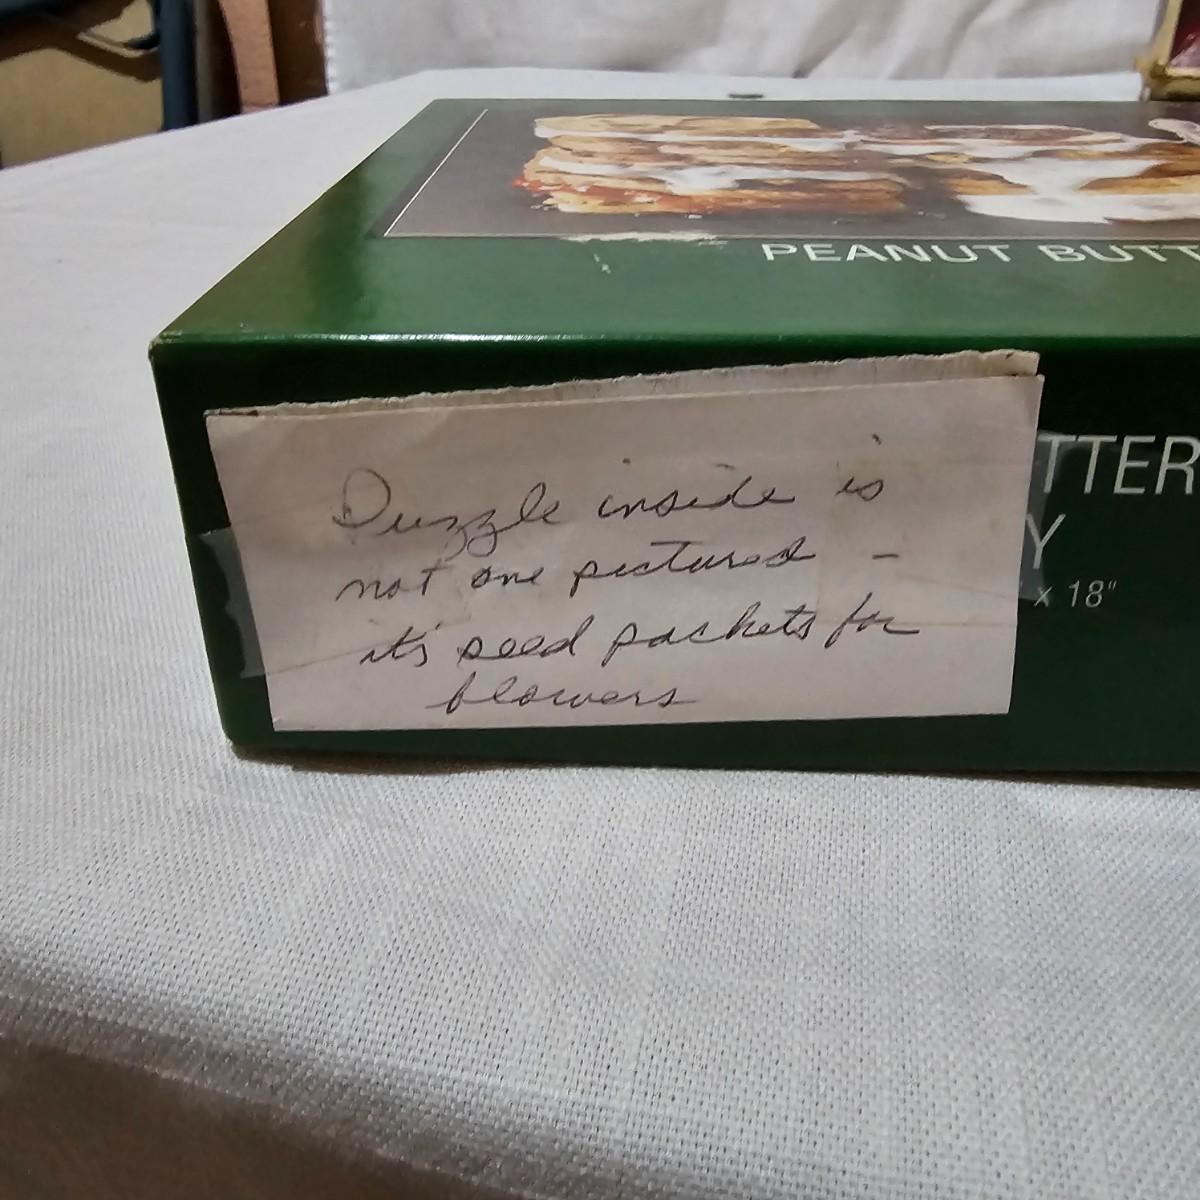 PEANUT BUTT
TTER
Y
x 18"
Puzzle inside is
not one pictured -
it's seed packets for
flowers